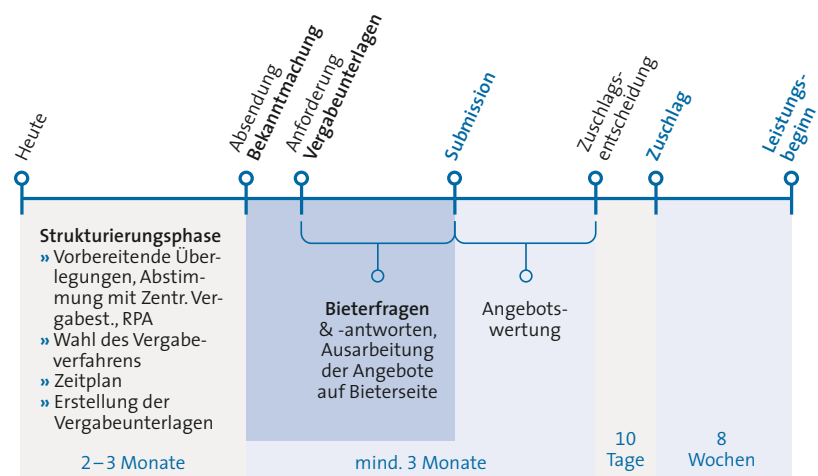 Heute
Absendung
Bekanntmachung
Anforderung
Vergabeunterlagen
Submission
Zuschlags-
entscheidung
Zuschlag
Leistungs-
beginn
Strukturierungsphase
» Vorbereitende Über-
legungen, Abstim-
mung mit Zentr. Ver-
gabest., RPA
» Wahl des Vergabe-
verfahrens
» Zeitplan
» Erstellung der
Vergabeunterlagen
Bieterfragen
& -antworten,
Ausarbeitung
der Angebote
auf Bieterseite
Angebots-
wertung
2–3 Monate
mind. 3 Monate
10
Tage
8
Wochen